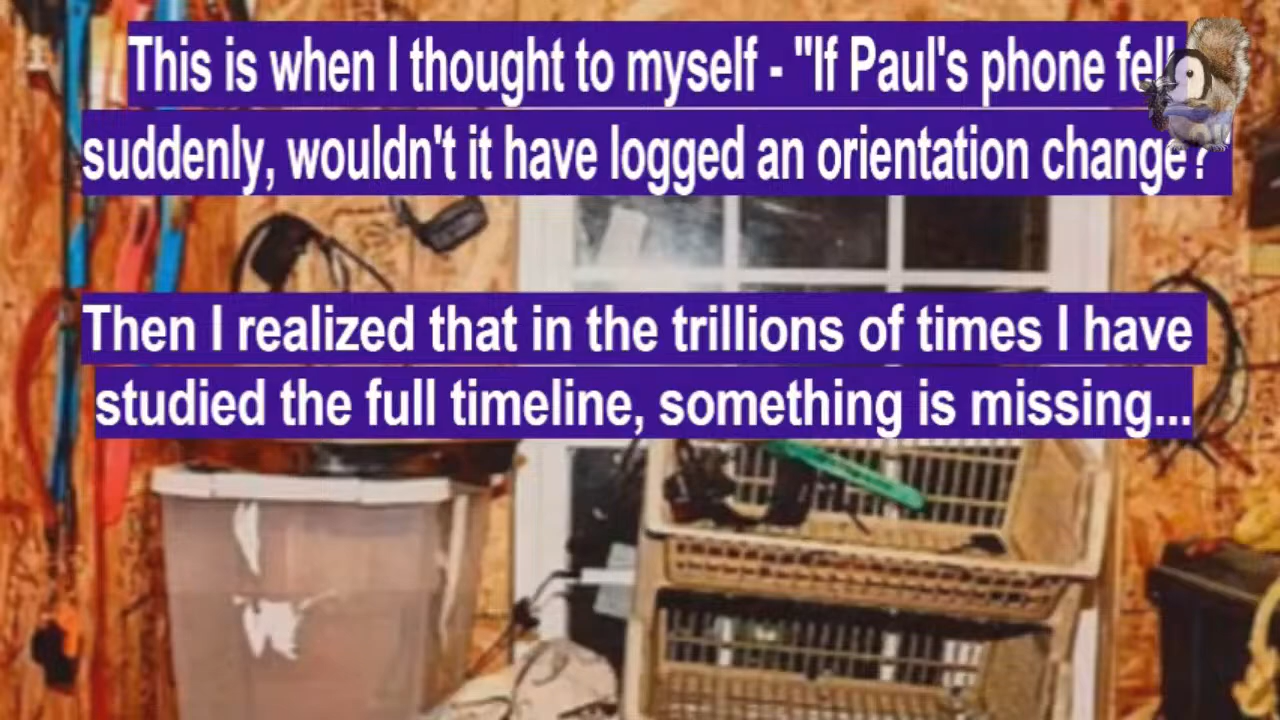 This is when I thought to myself - "If Paul's phone fell
suddenly, wouldn't it have logged an orientation change?
Then I realized that in the trillions of times I have
studied the full timeline, something is missing...